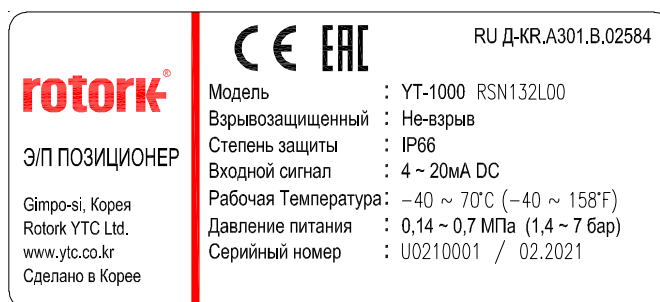 rotork®
Э/П ПОЗИЦИОНЕР
Gimpo-si, Корея
Rotork YTC Ltd.
www.ytc.co.kr
Сделано в Корее
CE EAC
RU Д-KR.A301.B.02584
Модель : YT-1000 RSN132L00
Взрывозащищенный : Не-взрыв
Степень защиты : IP66
Входной сигнал : 4 ~ 20мА DC
Рабочая Температура : -40 ~ 70°C (-40 ~ 158°F)
Давление питания : 0,14 ~ 0,7 МПа (1,4 ~ 7 бар)
Серийный номер : U0210001 / 02.2021